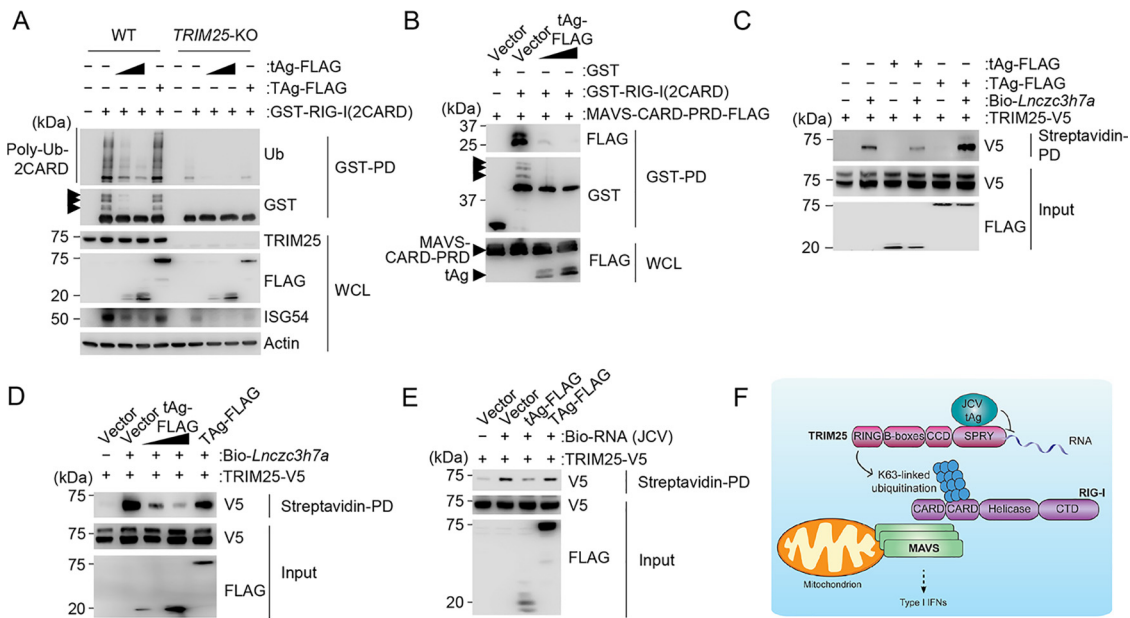 A
WT TRIM25-KO
- - ◢ - - - ◢ - :tAg-FLAG
- - - - + - - - - + :TAg-FLAG
- + + + + - + + + + :GST-RIG-I(2CARD)
(kDa)
Poly-Ub-
2CARD
Ub
GST
GST-PD
75 TRIM25
75
FLAG
20
50 ISG54
Actin
WCL
B
Vector
Vector
tAg-
FLAG
+ - - - :GST
- + + + :GST-RIG-I(2CARD)
+ + + + :MAVS-CARD-PRD-FLAG
(kDa)
37
25
FLAG
GST
37
GST-PD
MAVS-
CARD-PRD
tAg
FLAG
WCL
C
- - + + - - :tAg-FLAG
- - - - + + :TAg-FLAG
- + - + - + :Bio-Lnczc3h7a
+ + + + + + :TRIM25-V5
(kDa)
75
V5
Streptavidin-
PD
75
V5
75
FLAG
20
Input
D
Vector
Vector
tAg-
FLAG
TAg-FLAG
- + + + + :Bio-Lnczc3h7a
+ + + + + :TRIM25-V5
(kDa)
75
V5
Streptavidin-PD
75
V5
75
FLAG
20
Input
E
Vector
Vector
tAg-FLAG
TAg-FLAG
- + + + :Bio-RNA (JCV)
+ + + + :TRIM25-V5
(kDa)
75
V5
Streptavidin-PD
75
V5
75
FLAG
20
Input
F
JCV
tAg
TRIM25 RING B-boxes CCD SPRY
RNA
K63-linked
ubiquitination
RIG-I
CARD CARD Helicase CTD
MAVS
Mitochondrion
Type I IFNs